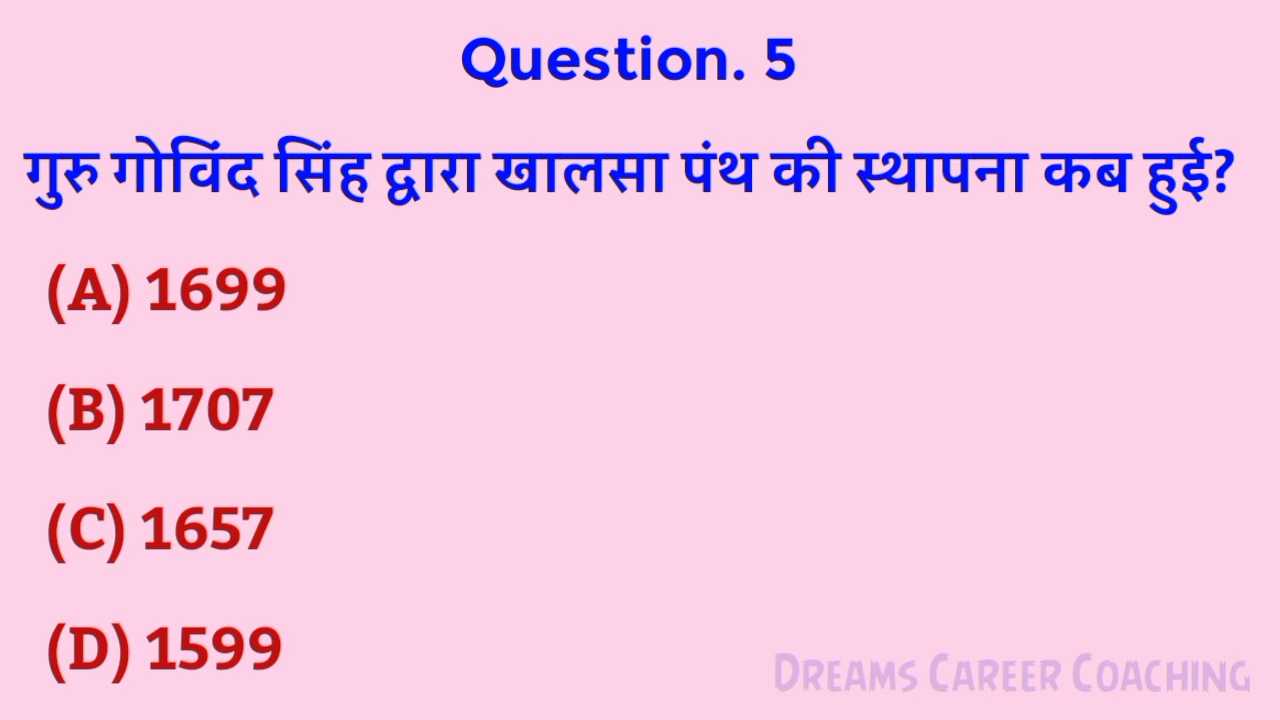 Question. 5
गुरु गोविंद सिंह द्वारा खालसा पंथ की स्थापना कब हुई?
(A) 1699
(B) 1707
(C) 1657
(D) 1599
DREAMS CAREER COACHING